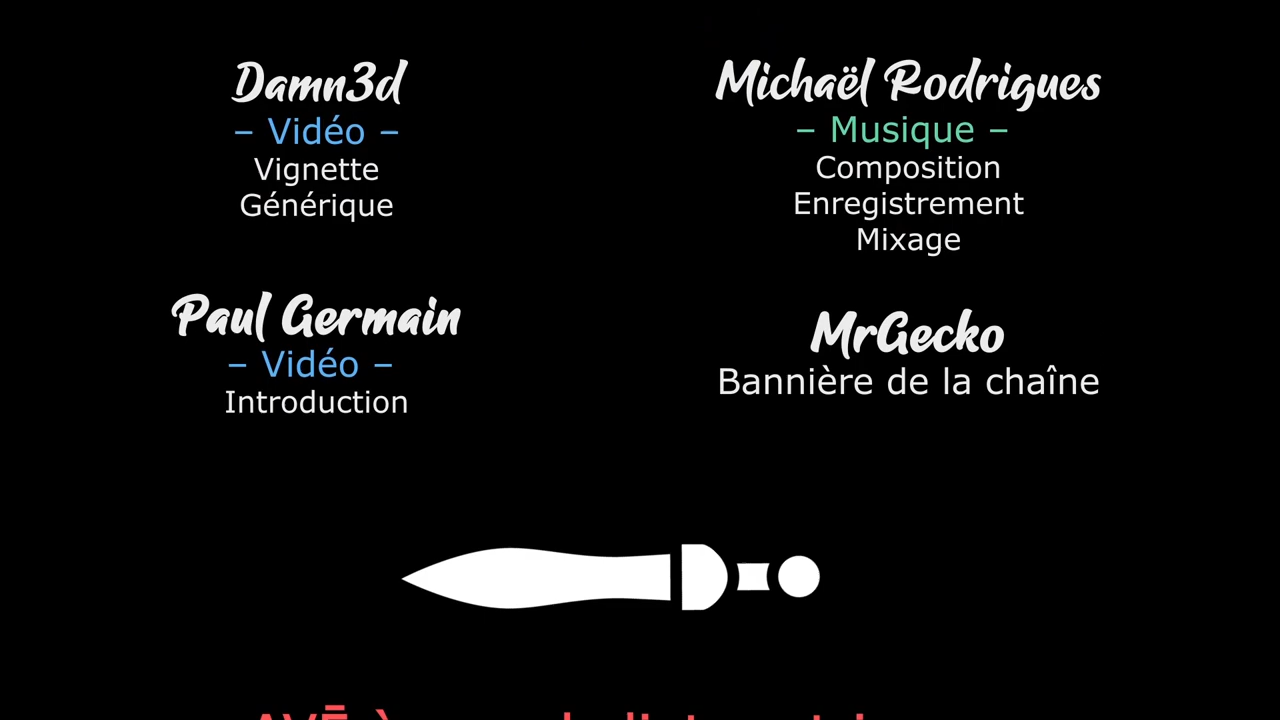 Damn3d
– Vidéo –
Vignette
Générique
Michaël Rodrigues
– Musique –
Composition
Enregistrement
Mixage
Paul Germain
– Vidéo –
Introduction
MrGecko
Bannière de la chaîne
AVĒ à